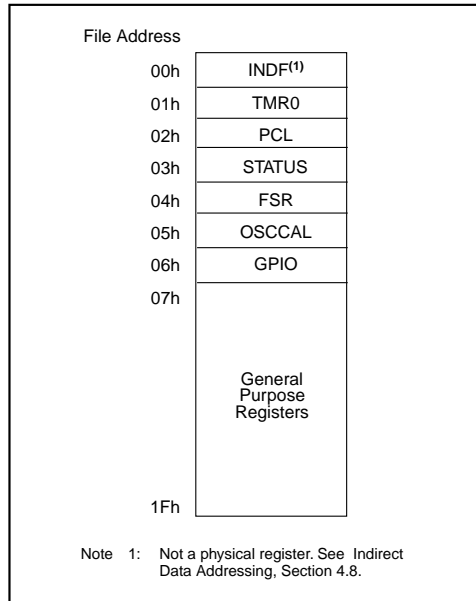 File Address
00h INDF(1)
01h TMR0
02h PCL
03h STATUS
04h FSR
05h OSCCAL
06h GPIO
07h
General
Purpose
Registers
1Fh
Note 1: Not a physical register. See Indirect
Data Addressing, Section 4.8.